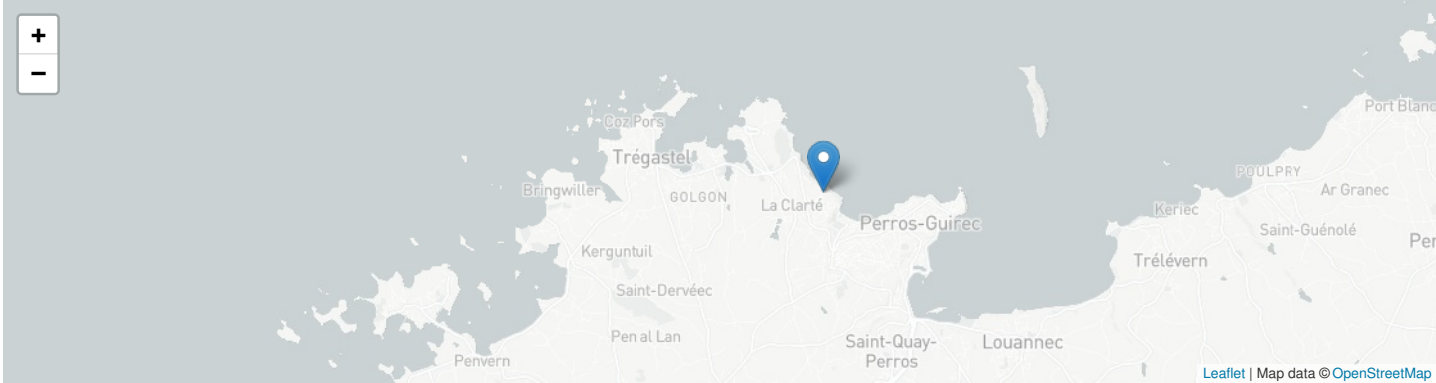 +
−
Port Blanc
Coz Pors
Trégastel
POULPRY
Bringwiller
GOLGON
Ar Granec
La Clarté
Keriec
Perros-Guirec
Saint-Guénolé
Per
Kerguntuil
Trélévern
Saint-Dervéec
Pen al Lan
Saint-Quay-
Perros
Louannec
Penvern
Leaflet | Map data © OpenStreetMap